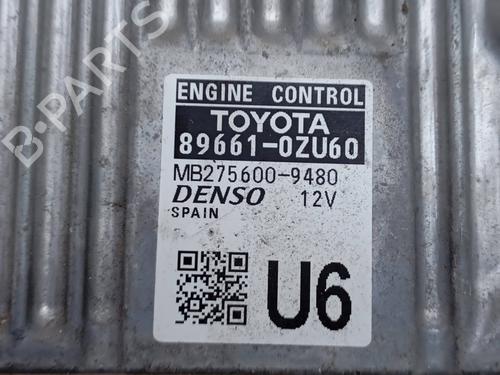 B-PARTS
ENGINE CONTROL
TOYOTA
89661-0ZU60
MB275600-9480
DENSO 12V
SPAIN
U6